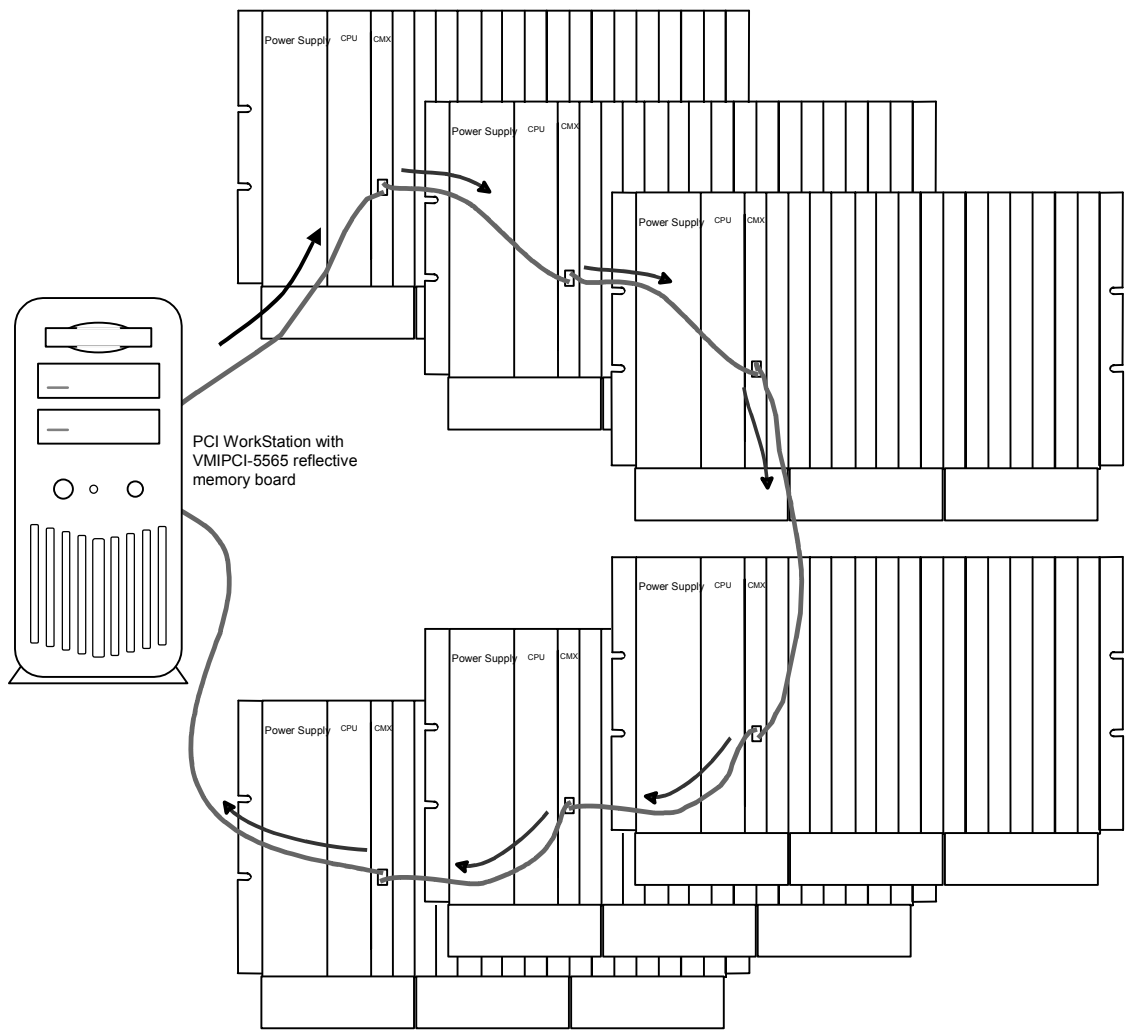 Power Supply CPU CMX
Power Supply CPU CMX
Power Supply CPU CMX
PCI WorkStation with
VMIPCI-5565 reflective
memory board
Power Supply CPU CMX
Power Supply CPU CMX
Power Supply CPU CMX